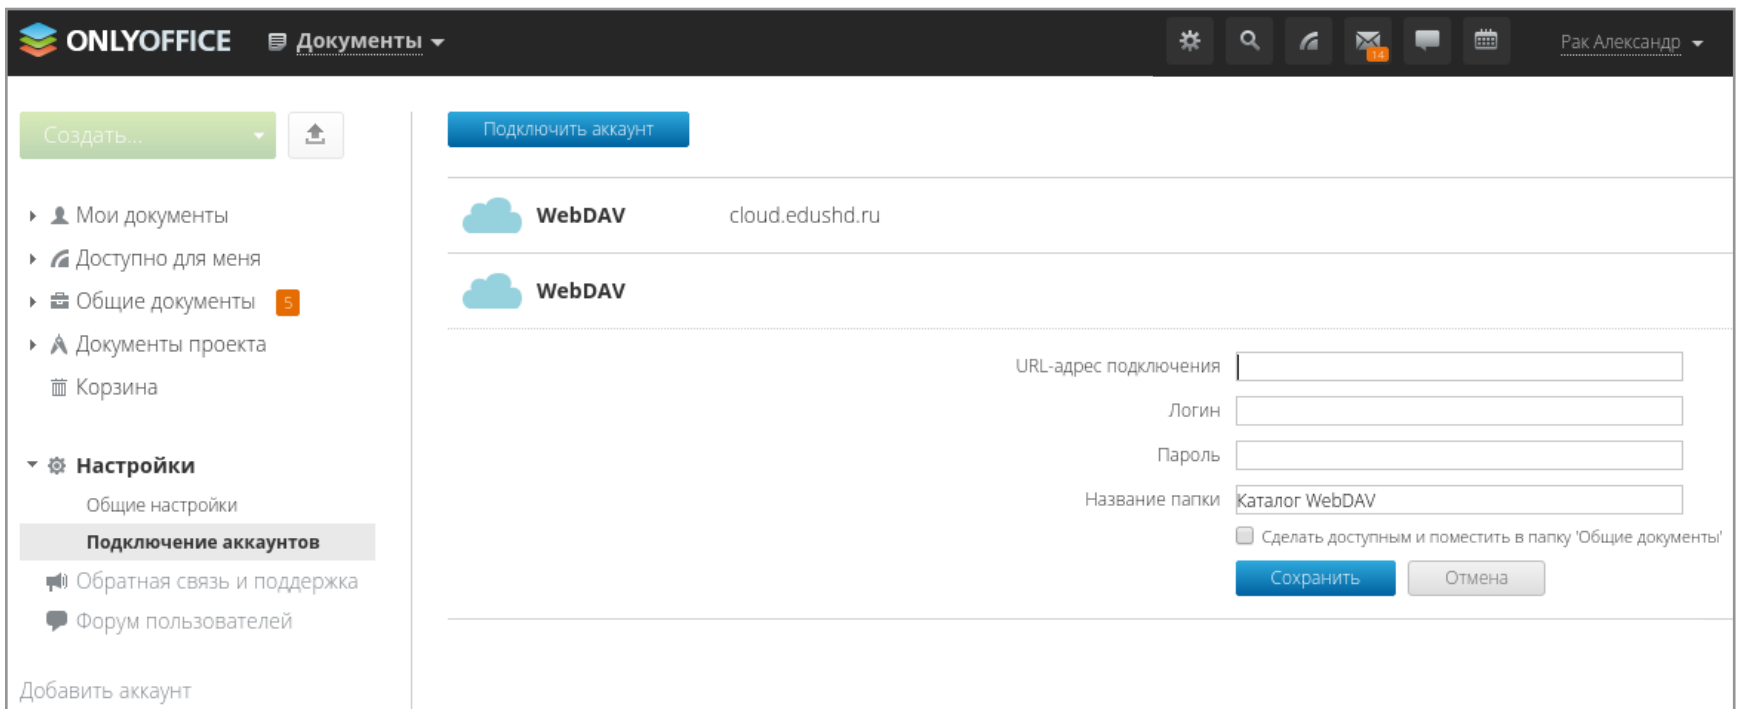 ONLYOFFICE Документы 14 Рак Александр
Создать...
Мои документы
Доступно для меня
Общие документы 5
Документы проекта
Корзина
Настройки
Общие настройки
Подключение аккаунтов
Обратная связь и поддержка
Форум пользователей
Добавить аккаунт
Подключить аккаунт
WebDAV cloud.edushd.ru
WebDAV
URL-адрес подключения
Логин
Пароль
Название папки Каталог WebDAV
Сделать доступным и поместить в папку 'Общие документы'
Сохранить Отмена